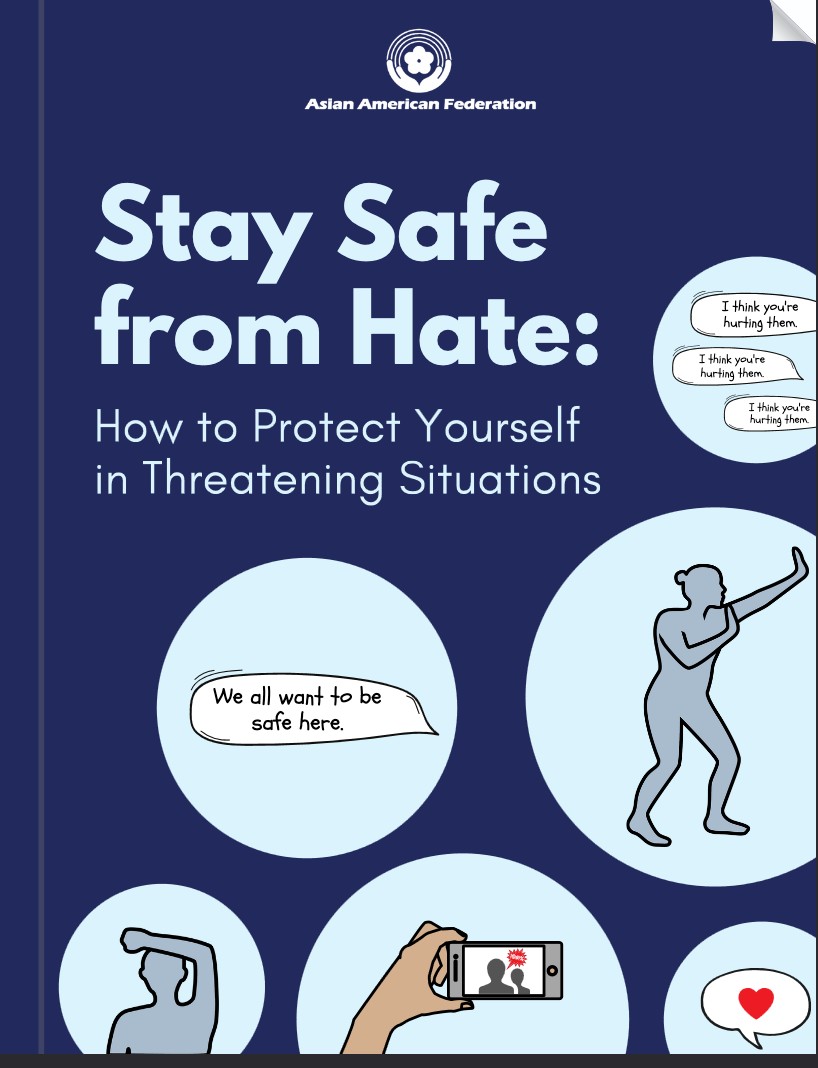 Asian American Federation
Stay Safe
from Hate:
How to Protect Yourself
in Threatening Situations
I think you're
hurting them.
I think you're
hurting them.
I think you're
hurting them.
We all want to be
safe here.